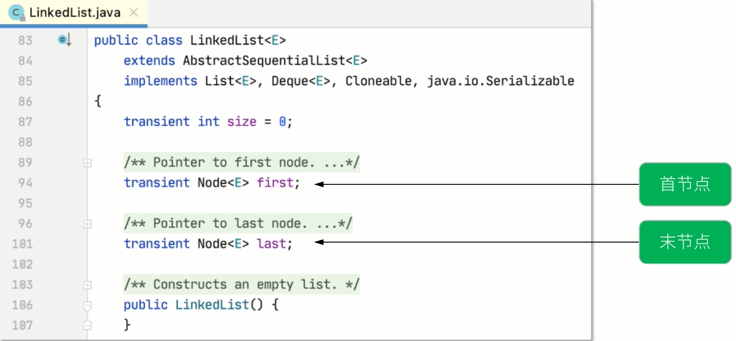 LinkedList.java
83 public class LinkedList<E>
84 extends AbstractSequentialList<E>
85 implements List<E>, Deque<E>, Cloneable, java.io.Serializable
86 {
87 transient int size = 0;
88
89 /** Pointer to first node. ...*/
94 transient Node<E> first;
首节点
95
96 /** Pointer to last node. ...*/
101 transient Node<E> last;
末节点
102
103 /** Constructs an empty list. */
106 public LinkedList() {
107 }